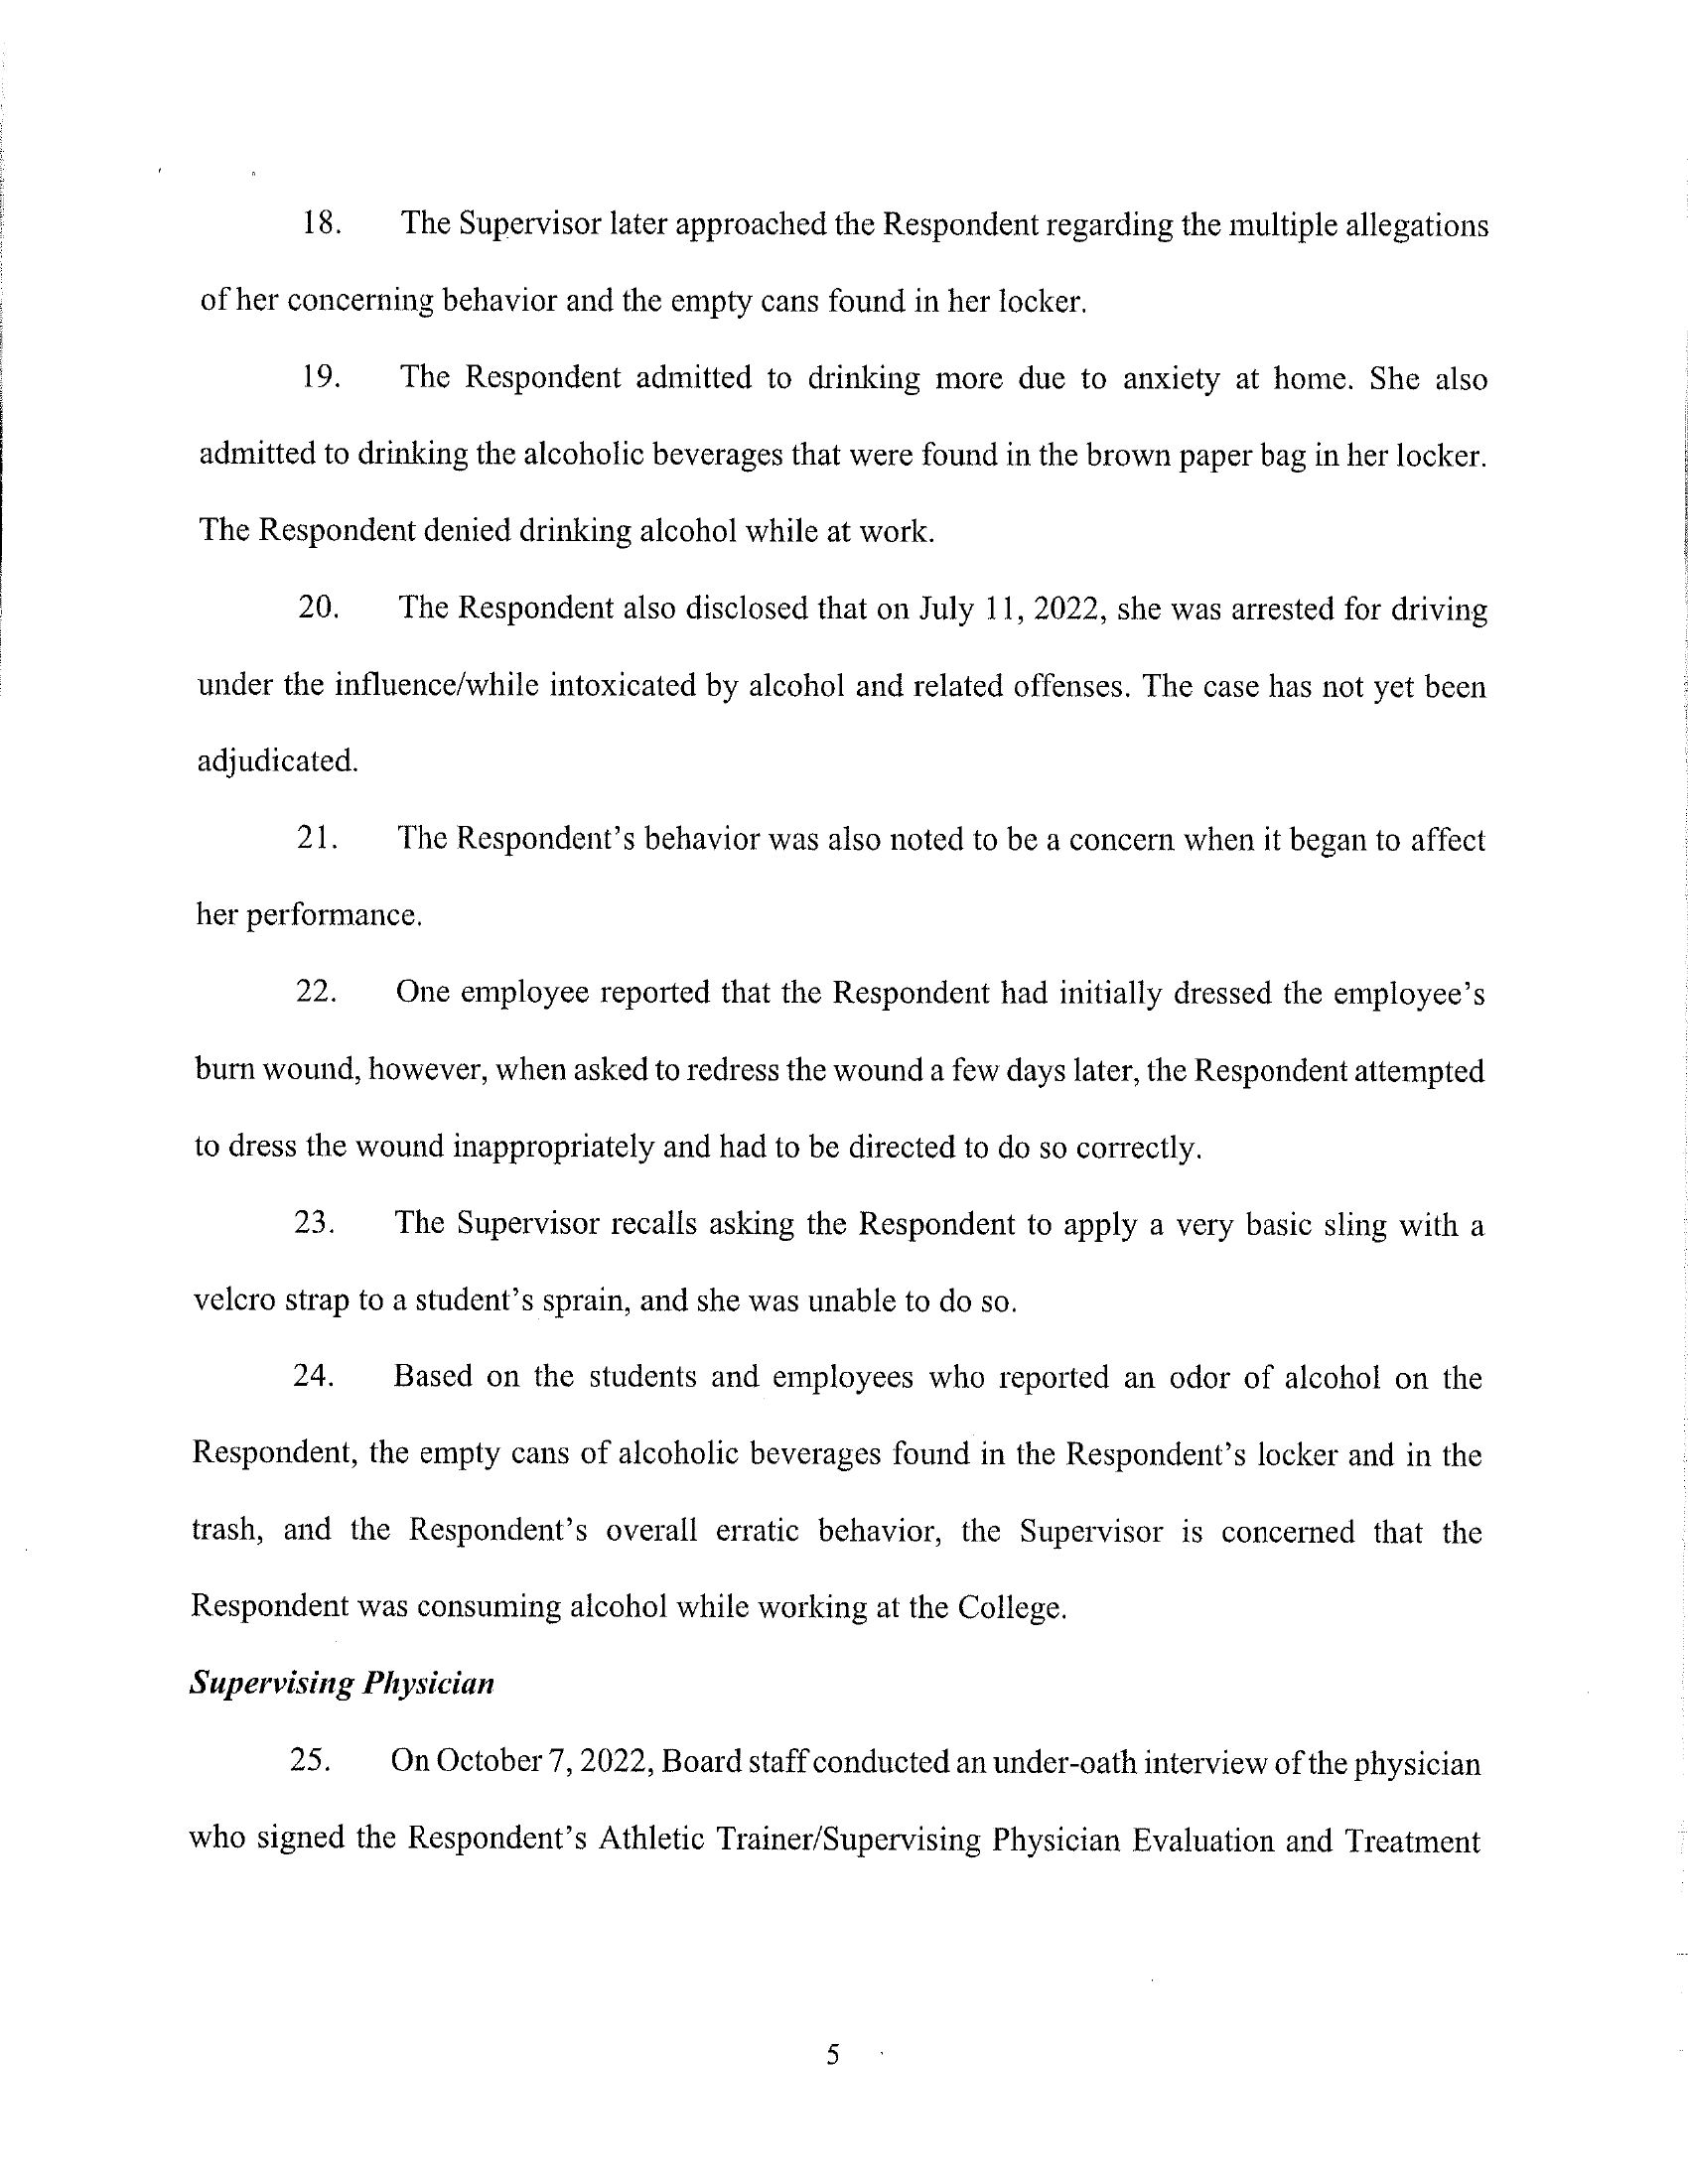 18. The Supervisor later approached the Respondent regarding the multiple allegations
of her concerning behavior and the empty cans found in her locker.
19. The Respondent admitted to drinking more due to anxiety at home. She also
admitted to drinking the alcoholic beverages that were found in the brown paper bag in her locker.
The Respondent denied drinking alcohol while at work.
20. The Respondent also disclosed that on July 11, 2022, she was arrested for driving
under the influence/while intoxicated by alcohol and related offenses. The case has not yet been
adjudicated.
21. The Respondent's behavior was also noted to be a concern when it began to affect
her performance.
22. One employee reported that the Respondent had initially dressed the employee's
burn wound, however, when asked to redress the wound a few days later, the Respondent attempted
to dress the wound inappropriately and had to be directed to do so correctly.
23. The Supervisor recalls asking the Respondent to apply a very basic sling with a
velcro strap to a student's sprain, and she was unable to do so.
24. Based on the students and employees who reported an odor of alcohol on the
Respondent, the empty cans of alcoholic beverages found in the Respondent's locker and in the
trash, and the Respondent's overall erratic behavior, the Supervisor is concerned that the
Respondent was consuming alcohol while working at the College.
Supervising Physician
25. On October 7, 2022, Board staff conducted an under-oath interview of the physician
who signed the Respondent's Athletic Trainer/Supervising Physician Evaluation and Treatment
5